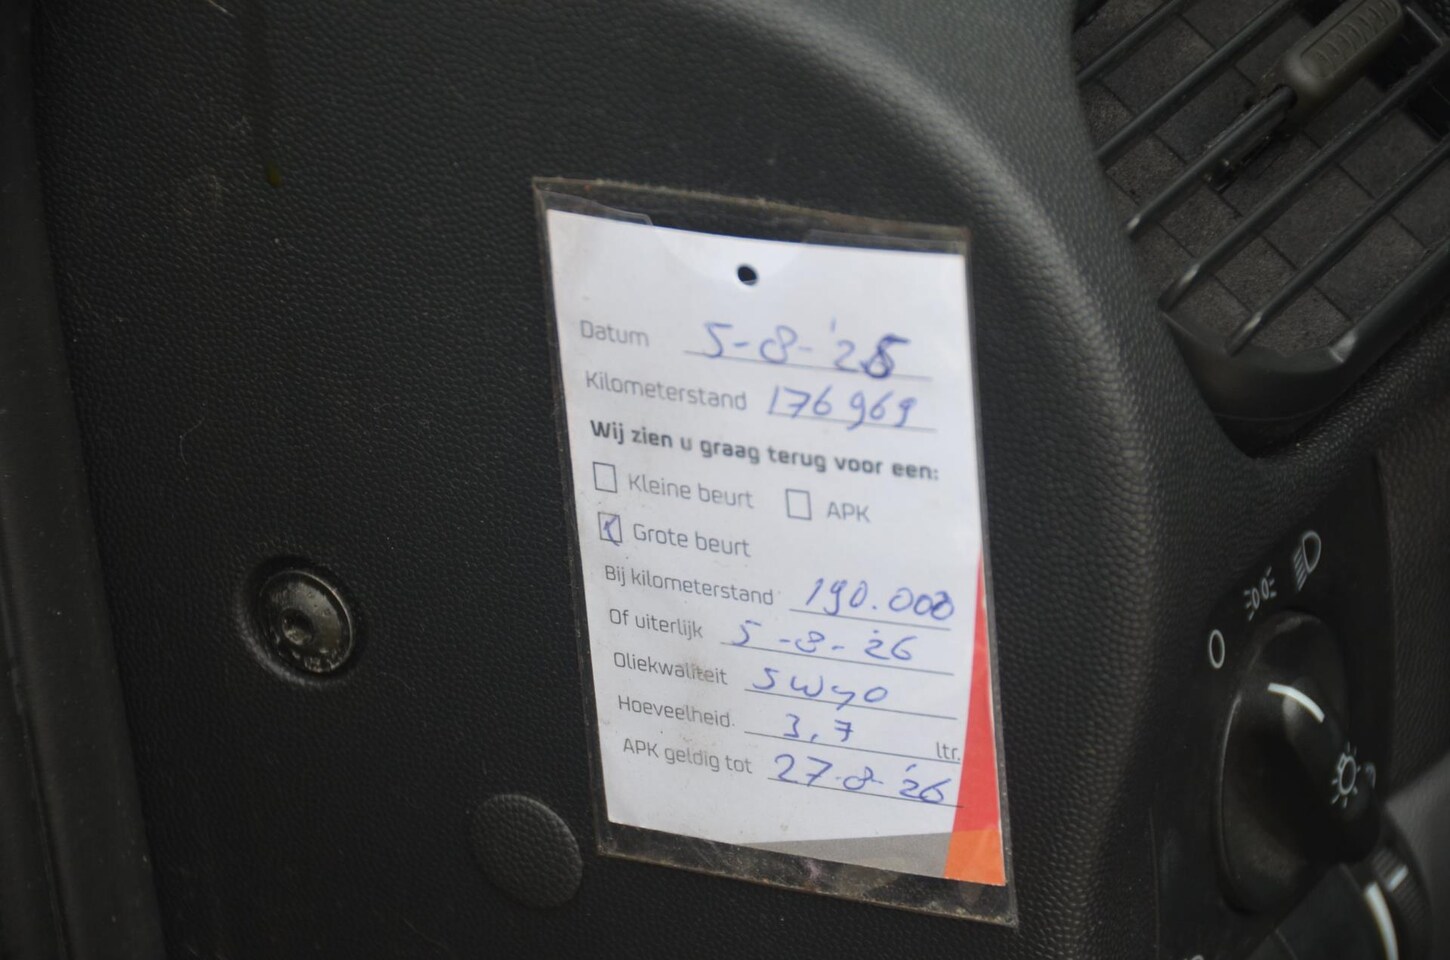 Datum 5-8-'25
Kilometerstand 176969
Wij zien u graag terug voor een:
Kleine beurt APK
Grote beurt
Bij kilometerstand 190.000
Of uiterlijk 5-8-'26
Oliekwaliteit 5W40
Hoeveelheid 3,7 ltr.
APK geldig tot 27-8-'26